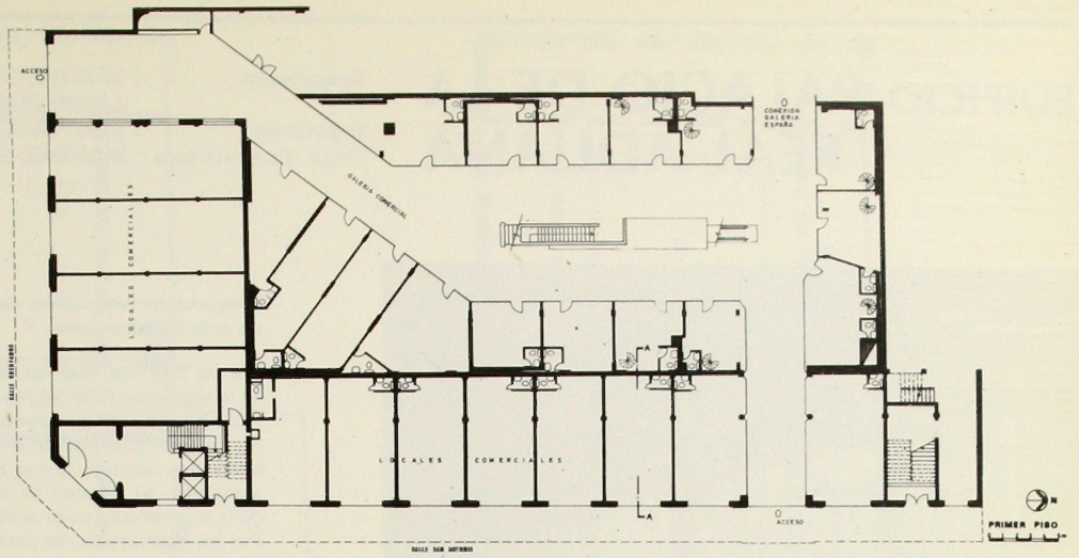 ACCESO
CONEXION
GALERIA
ESPAÑA
GALERIA COMERCIAL
LOCALES COMERCIALES
A
LOCALES COMERCIALES
A
ACCESO
N
PRIMER PISO
CALLE SAN ANTONIO